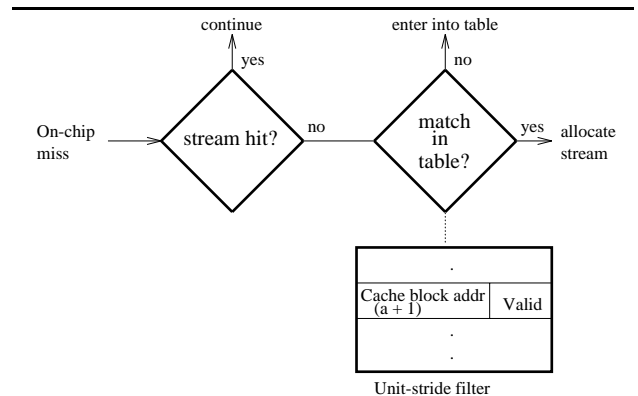 continue
enter into table
yes
no
On-chip
miss
stream hit?
no
match
in
table?
yes
allocate
stream
.
Cache block addr
(a + 1)
Valid
.
.
Unit-stride filter